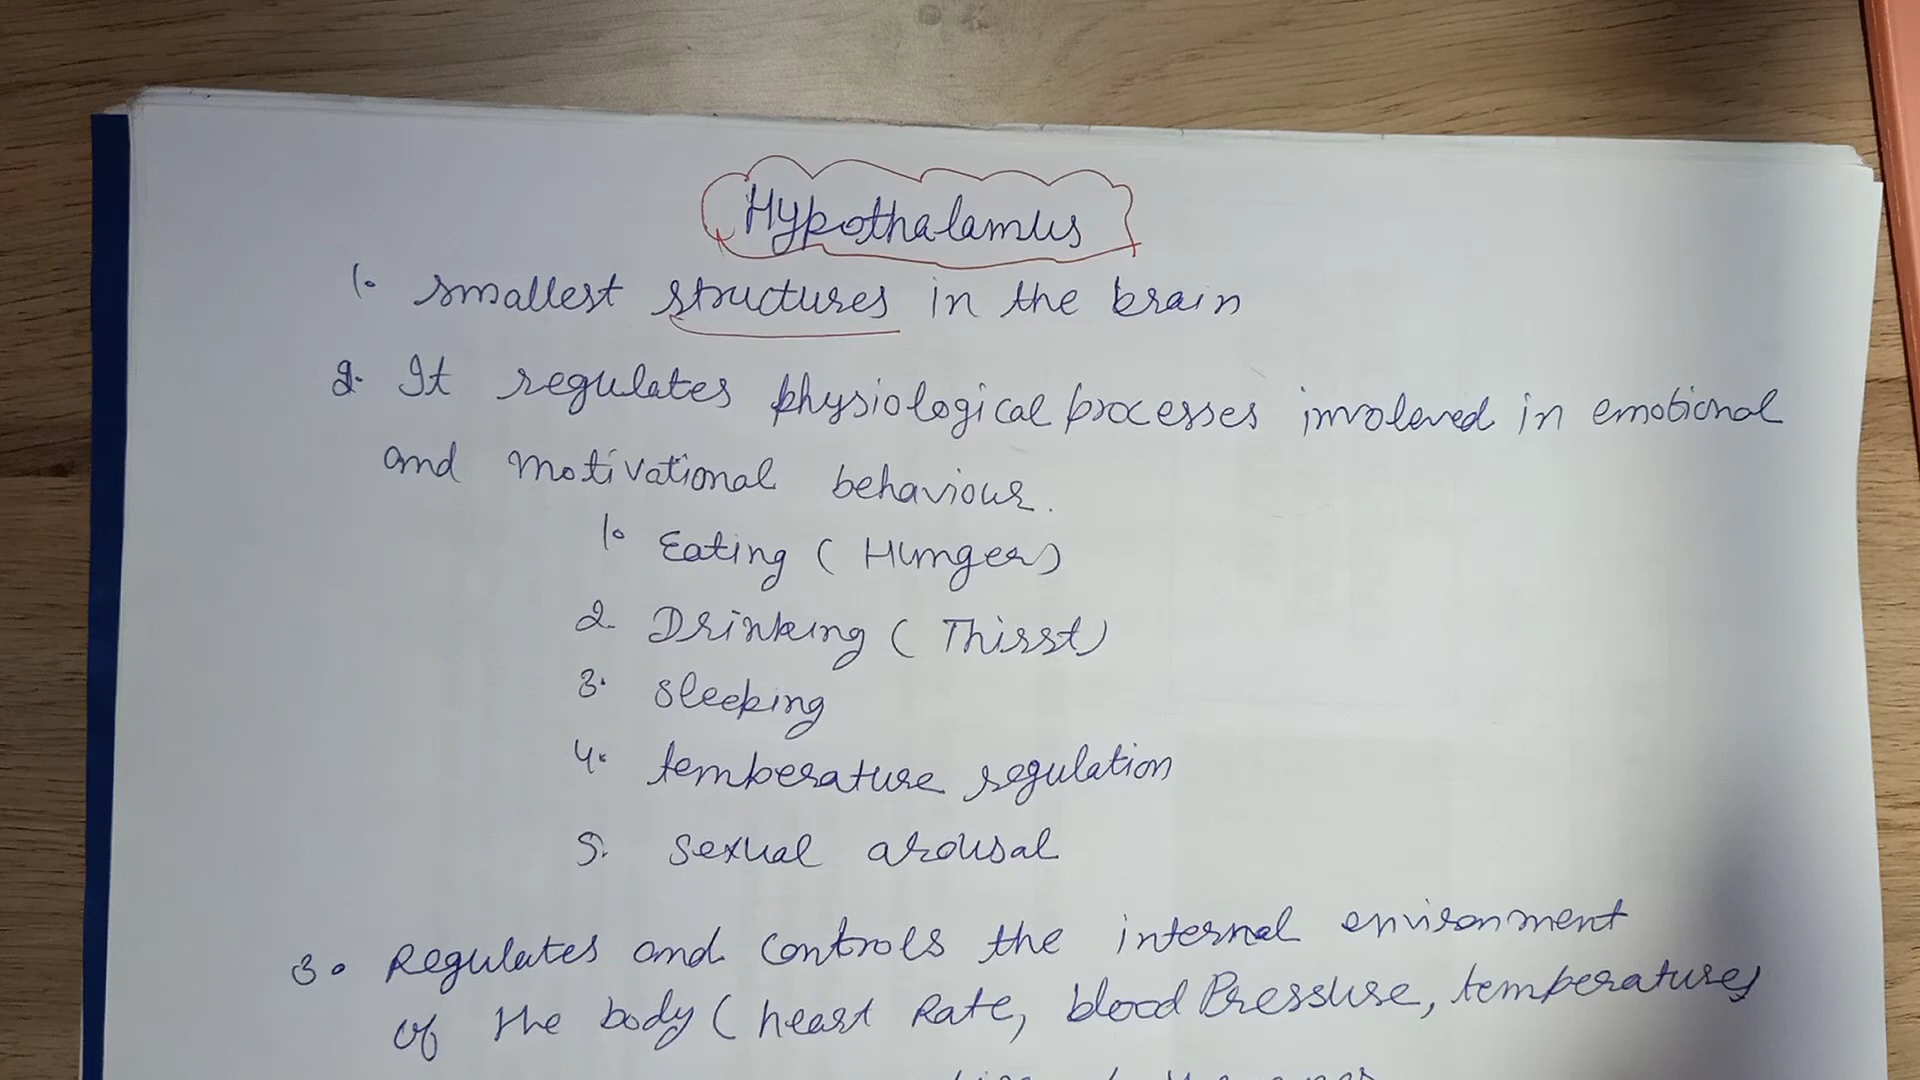 Hypothalamus
1. smallest structures in the brain
2. It regulates physiological processes involeved in emotional
and motivational behaviour.
1. Eating (Hunger)
2. Drinking (Thirst)
3. Sleeping
4. temperature regulation
5. sexual arousal
3. Regulates and controls the internal environment
of the body (heart Rate, blood Pressure, temperatures